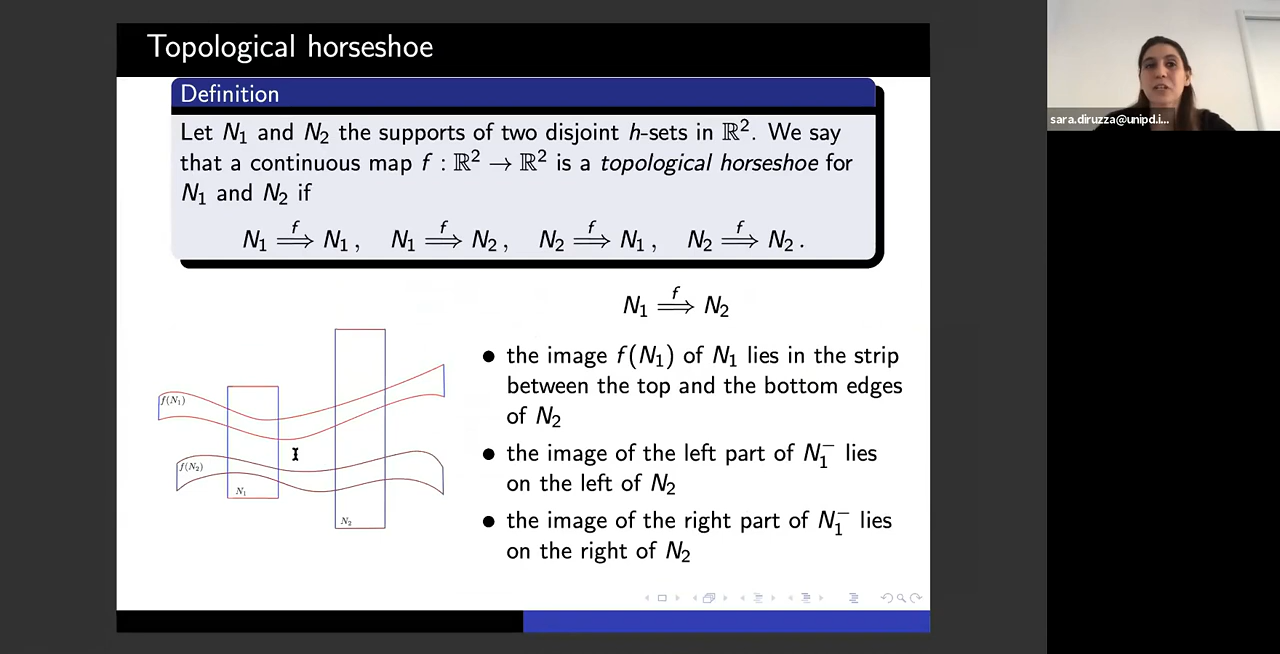 Topological horseshoe
Definition
Let N₁ and N₂ the supports of two disjoint h-sets in ℝ². We say
that a continuous map f : ℝ² → ℝ² is a topological horseshoe for
N₁ and N₂ if
N₁ ⟹ᶠ N₁ , N₁ ⟹ᶠ N₂ , N₂ ⟹ᶠ N₁ , N₂ ⟹ᶠ N₂ .
N₁ ⟹ᶠ N₂
• the image f(N₁) of N₁ lies in the strip
between the top and the bottom edges
of N₂
• the image of the left part of N₁⁻ lies
on the left of N₂
• the image of the right part of N₁⁻ lies
on the right of N₂
f(N₁)
f(N₂)
N₁
N₂
sara.diruzza@unipd.i...